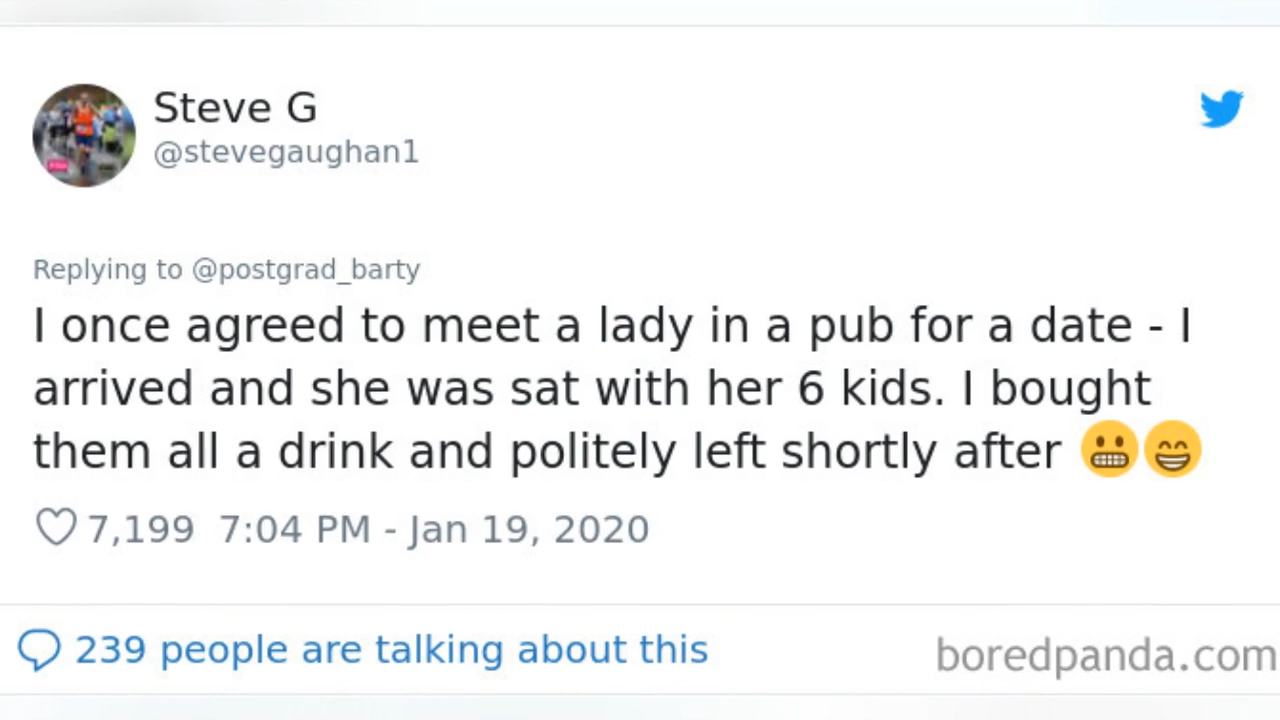 Steve G
@stevegaughan1
Replying to @postgrad_barty
I once agreed to meet a lady in a pub for a date - I
arrived and she was sat with her 6 kids. I bought
them all a drink and politely left shortly after 😬😁
7,199 7:04 PM - Jan 19, 2020
239 people are talking about this
boredpanda.com